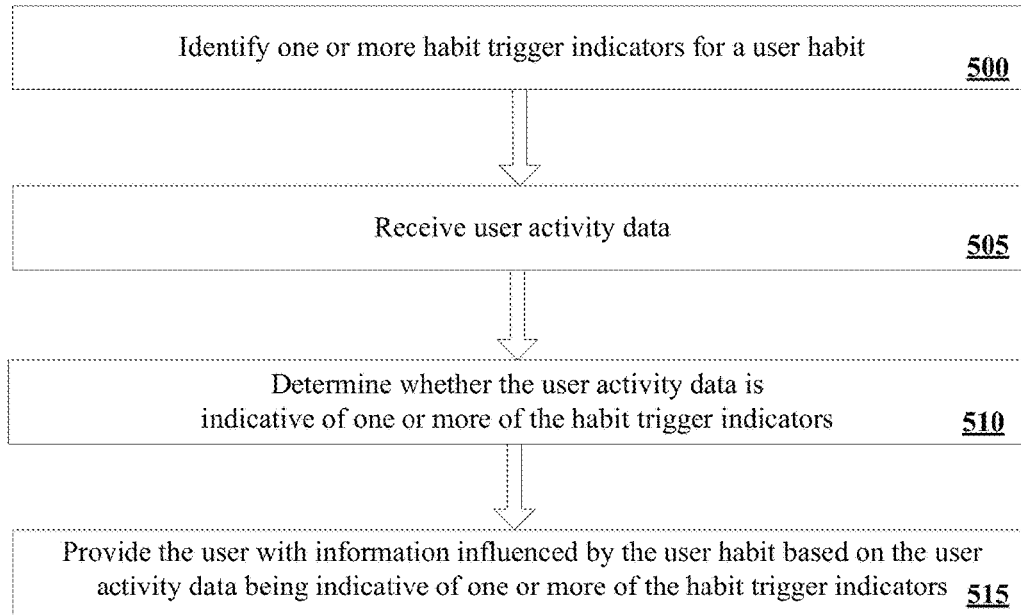 Identify one or more habit trigger indicators for a user habit
500
Receive user activity data
505
Determine whether the user activity data is
indicative of one or more of the habit trigger indicators
510
Provide the user with information influenced by the user habit based on the user
activity data being indicative of one or more of the habit trigger indicators
515